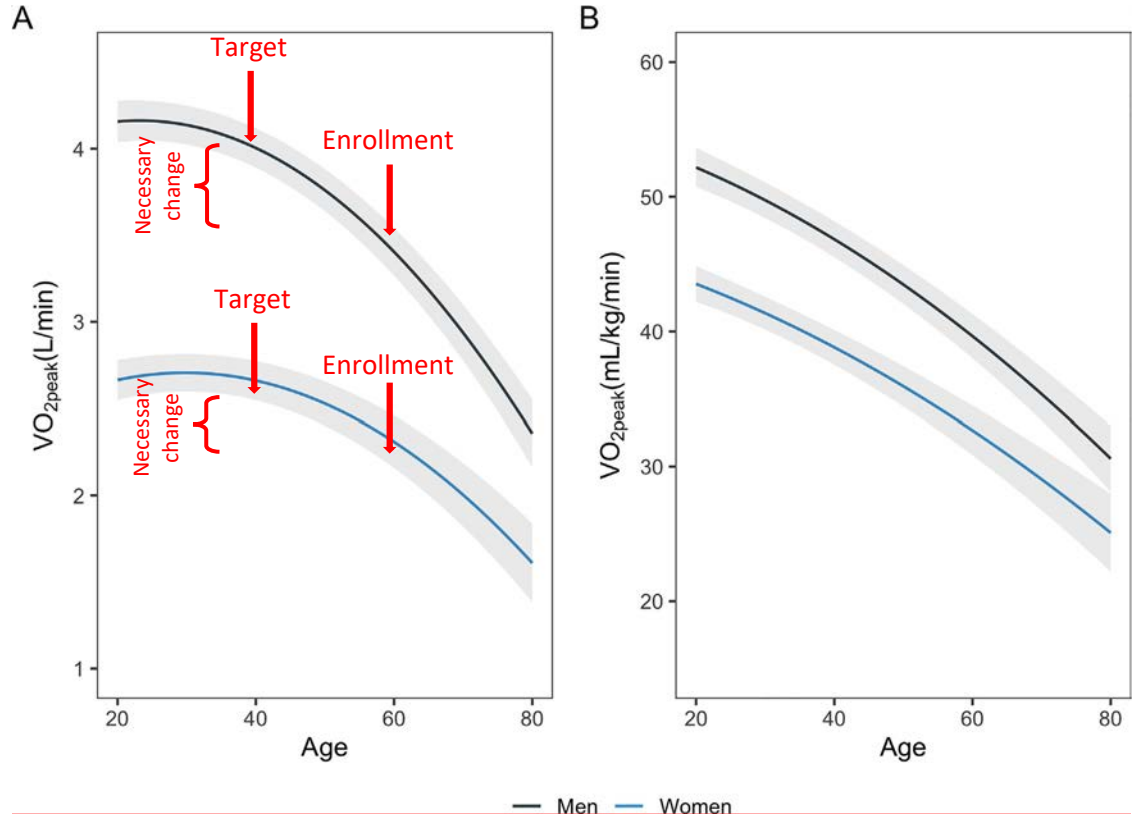 A
B
Target
Enrollment
Necessary
change
Target
Enrollment
Necessary
change
VO2peak(L/min)
4
3
2
1
20
40
60
80
Age
VO2peak(mL/kg/min)
60
50
40
30
20
20
40
60
80
Age
Men
Women